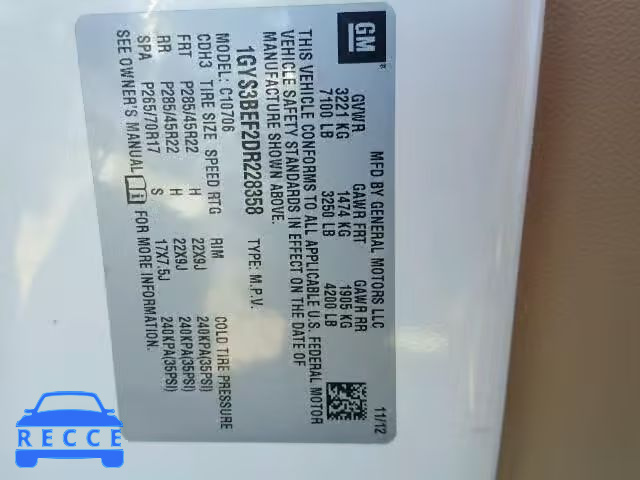 GM
®
MFD BY GENERAL MOTORS LLC
11/12
GVWR GAWR FRT GAWR RR
3221 KG 1474 KG 1905 KG
7100 LB 3250 LB 4200 LB
THIS VEHICLE CONFORMS TO ALL APPLICABLE U.S. FEDERAL MOTOR
VEHICLE SAFETY STANDARDS IN EFFECT ON THE DATE OF
MANUFACTURE SHOWN ABOVE.
1GYS3BEF2DR228358 TYPE: M.P.V.
MODEL: C10706
CDH3 TIRE SIZE SPEED RTG RIM COLD TIRE PRESSURE
FRT P285/45R22 H 22X9J 240KPA(35PSI)
RR P285/45R22 H 22X9J 240KPA(35PSI)
SPA P265/70R17 S 17X7.5J 240KPA(35PSI)
SEE OWNER'S MANUAL FOR MORE INFORMATION.
RECCE